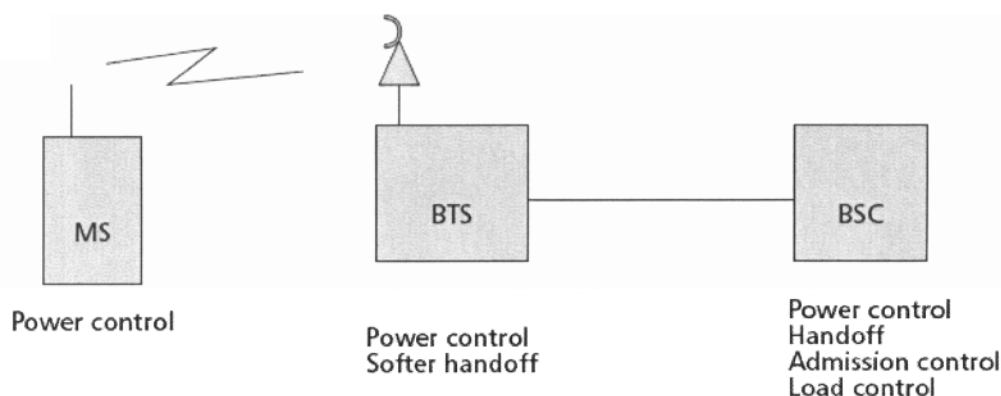 MS
BTS
BSC
Power control
Power control
Softer handoff
Power control
Handoff
Admission control
Load control